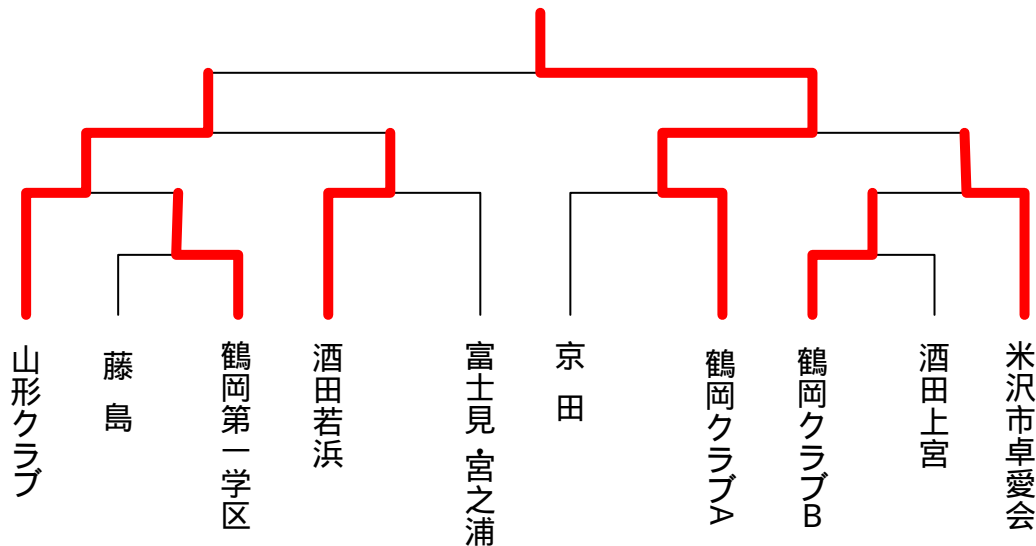 山形クラブ
藤島
鶴岡第一学区
酒田若浜
富士見・宮之浦
京田
鶴岡クラブA
鶴岡クラブB
酒田上宮
米沢市卓愛会